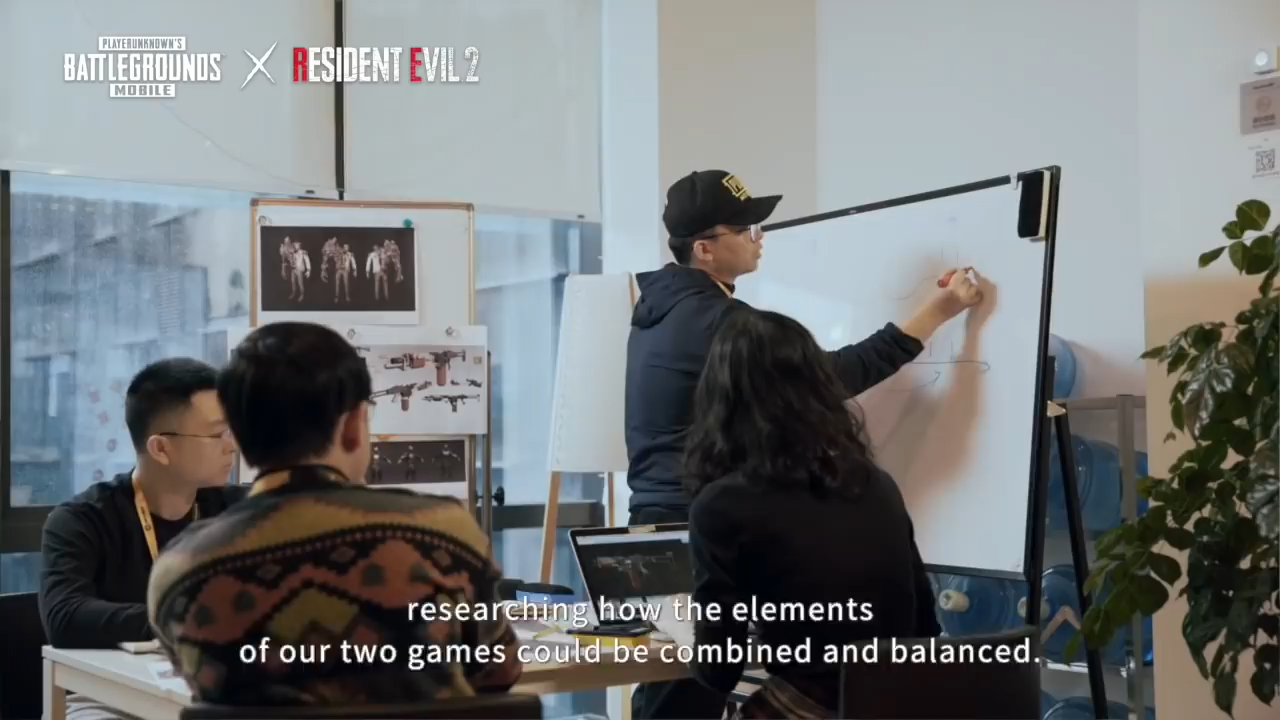 PLAYERUNKNOWN'S
BATTLEGROUNDS
MOBILE
RESIDENT EVIL 2
researching how the elements
of our two games could be combined and balanced.